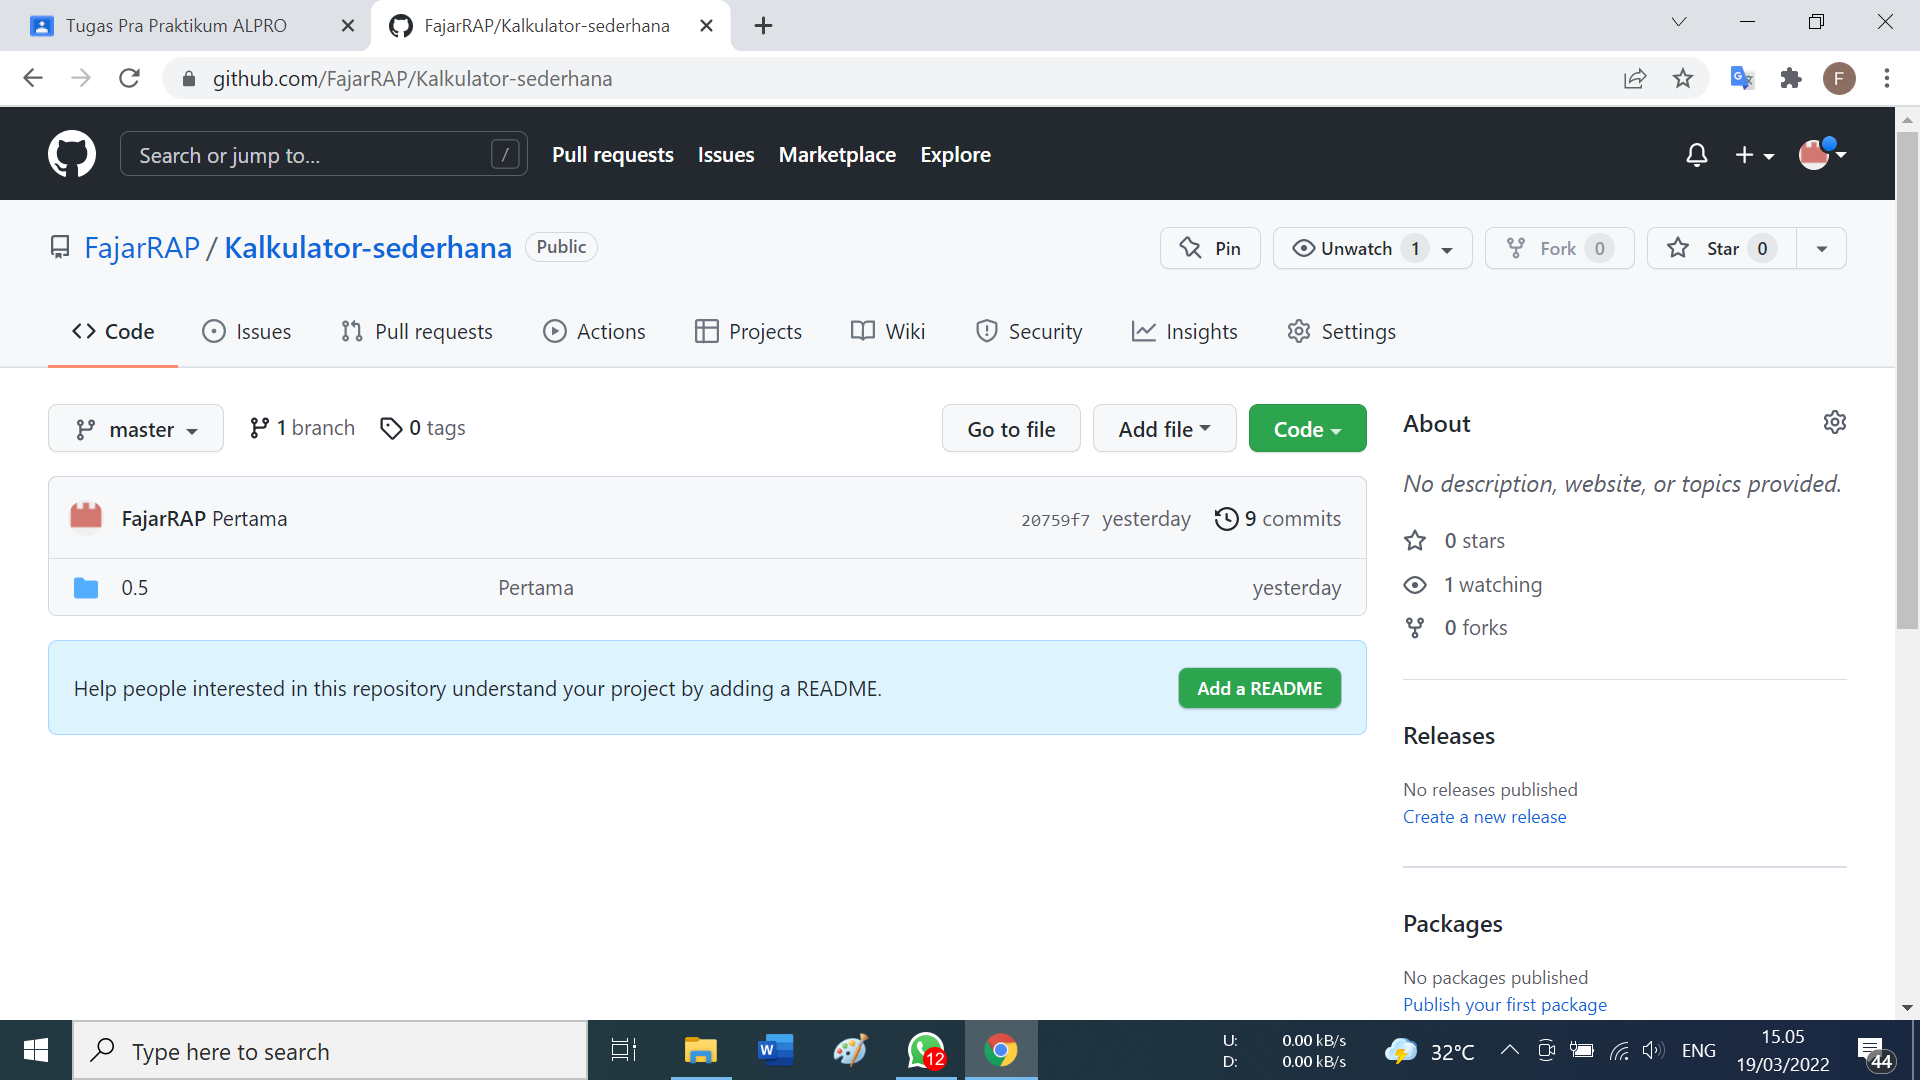 Tugas Pra Praktikum ALPRO
FajarRAP/Kalkulator-sederhana
github.com/FajarRAP/Kalkulator-sederhana
F
Search or jump to...
/
Pull requests Issues Marketplace Explore
FajarRAP / Kalkulator-sederhana Public
Pin
Unwatch 1
Fork 0
Star 0
Code Issues Pull requests Actions Projects Wiki Security Insights Settings
master 1 branch 0 tags
Go to file Add file Code
FajarRAP Pertama 20759f7 yesterday 9 commits
0.5 Pertama yesterday
Help people interested in this repository understand your project by adding a README.
Add a README
About
No description, website, or topics provided.
0 stars
1 watching
0 forks
Releases
No releases published
Create a new release
Packages
No packages published
Publish your first package
Type here to search
W
12
U: 0.00 kB/s
D: 0.00 kB/s
32°C
ENG
15.05
19/03/2022
44